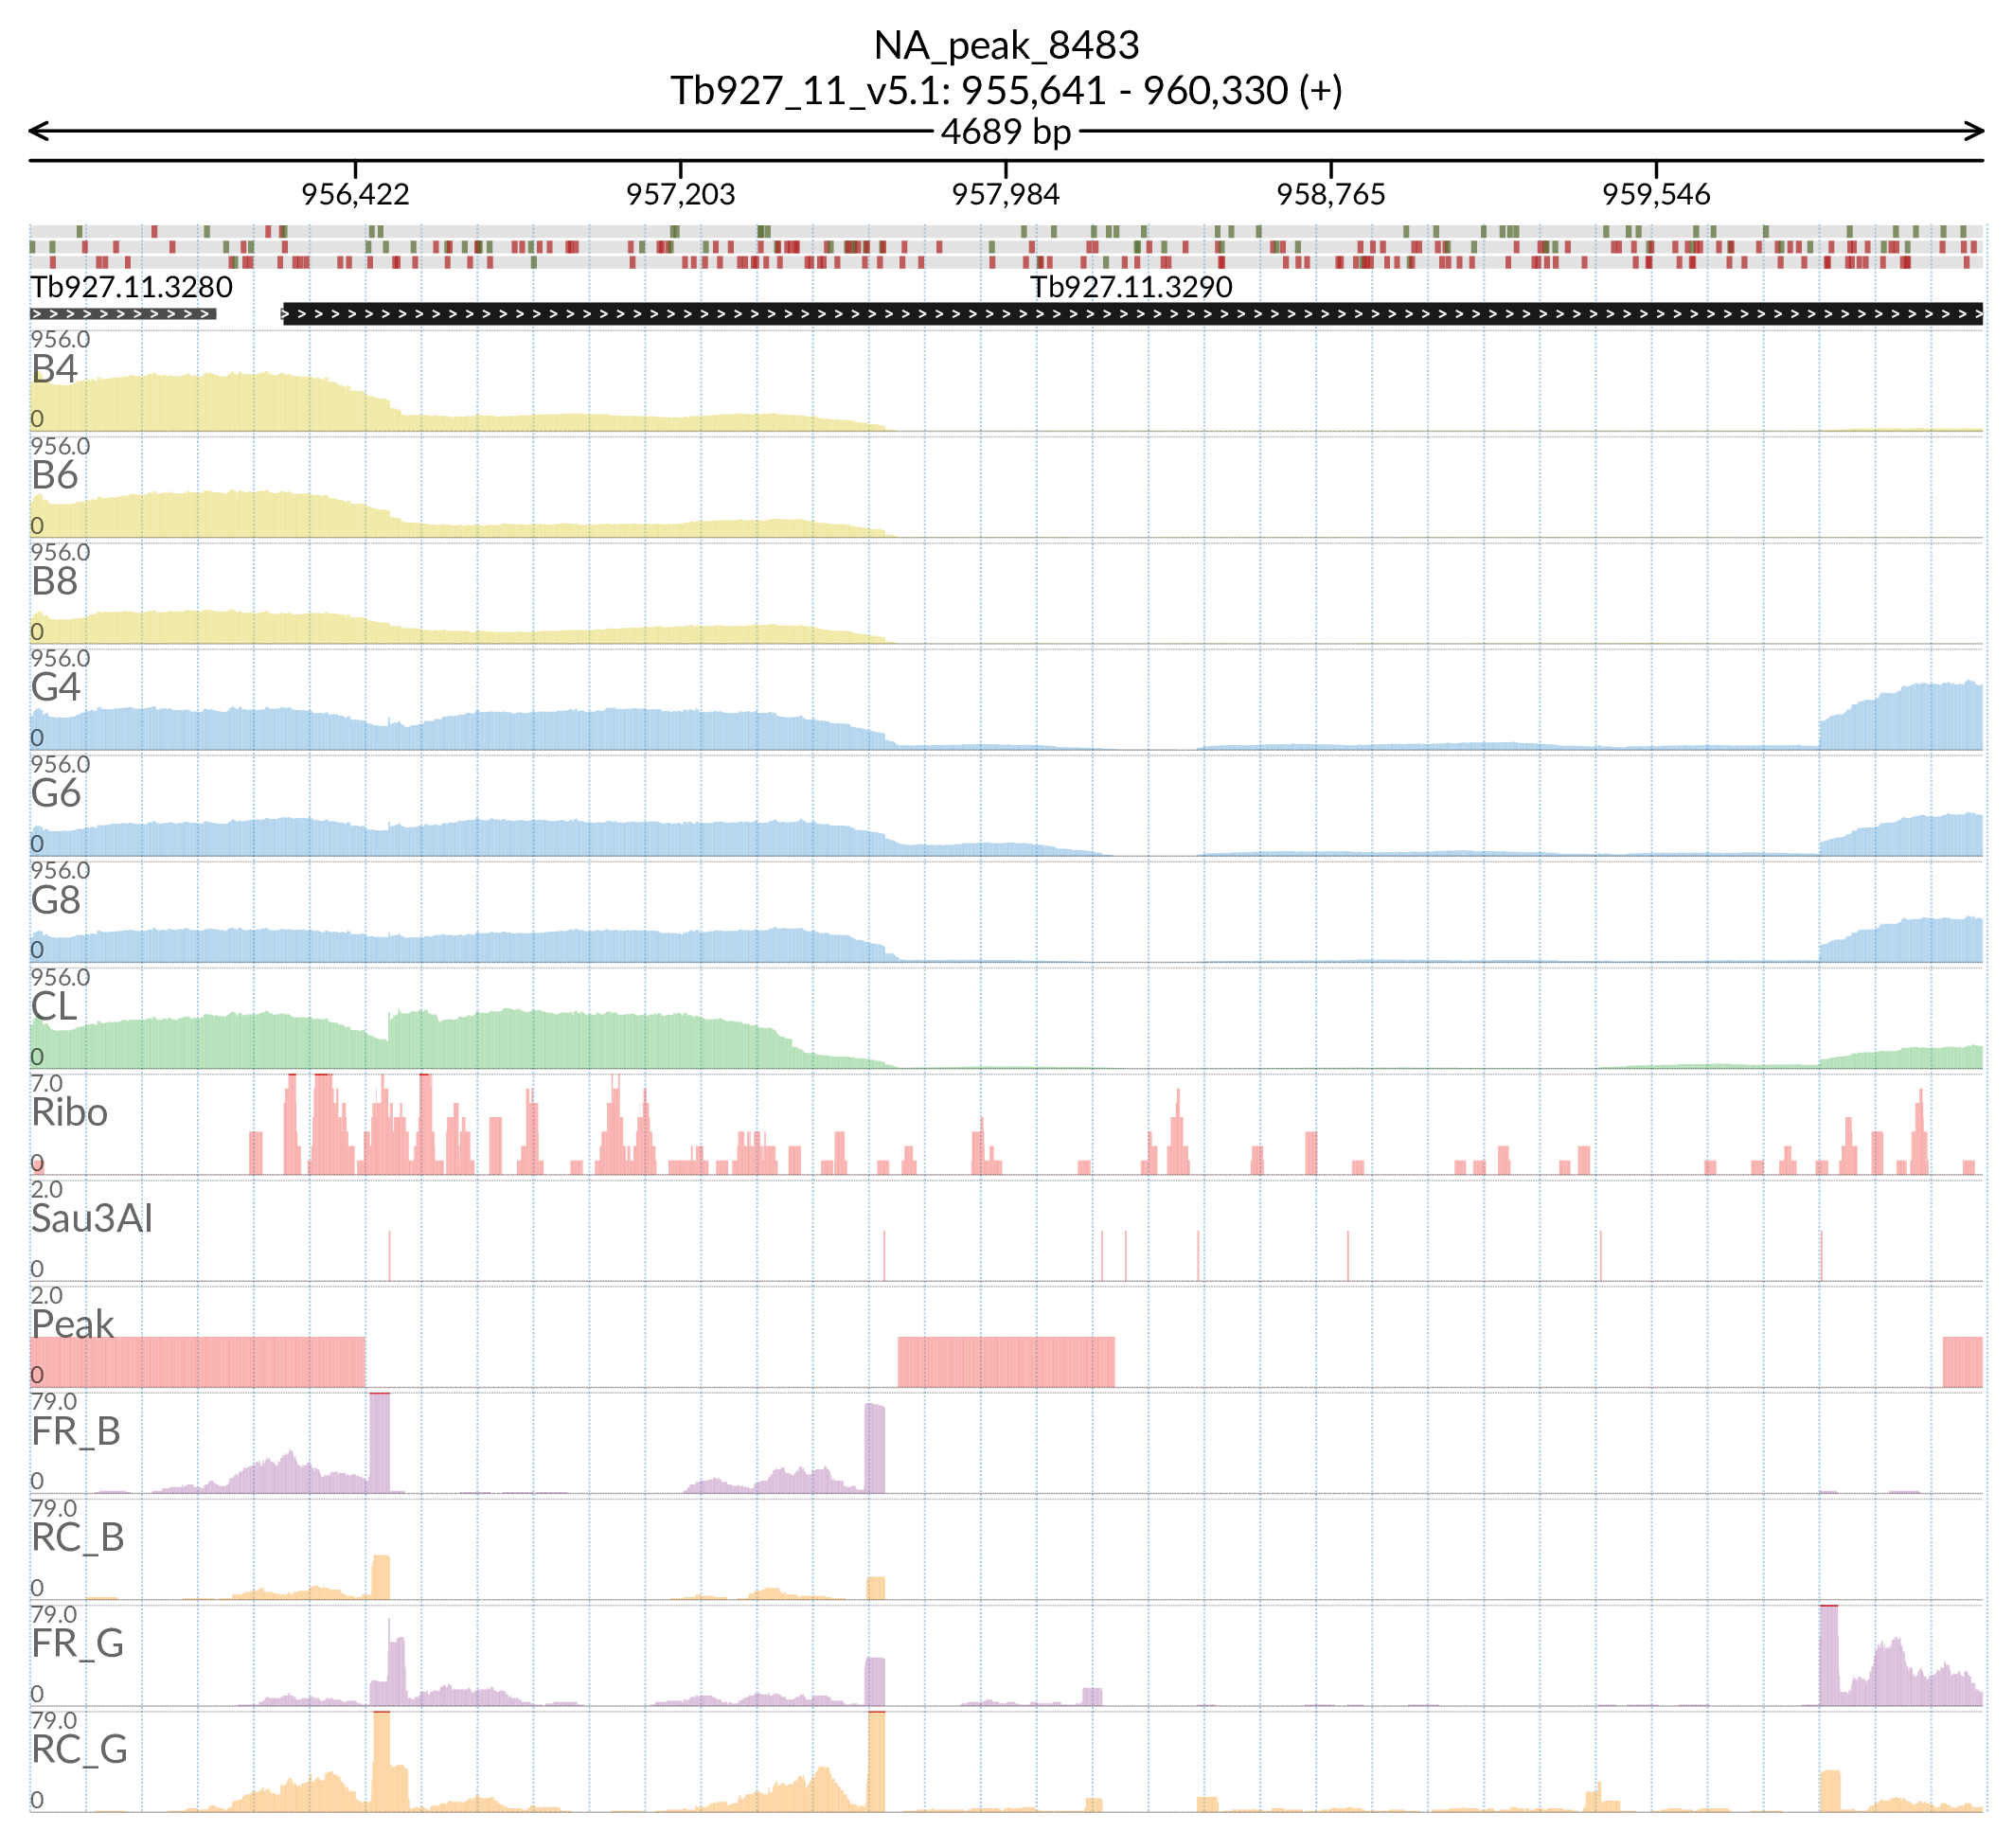 NA_peak_8483
Tb927_11_v5.1: 955,641 - 960,330 (+)
4689 bp
956,422 957,203 957,984 958,765 959,546
Tb927.11.3280 Tb927.11.3290
956.0
B4
0
956.0
B6
0
956.0
B8
0
956.0
G4
0
956.0
G6
0
956.0
G8
0
956.0
CL
0
7.0
Ribo
0
2.0
Sau3AI
0
2.0
Peak
0
79.0
FR_B
0
79.0
RC_B
0
79.0
FR_G
0
79.0
RC_G
0